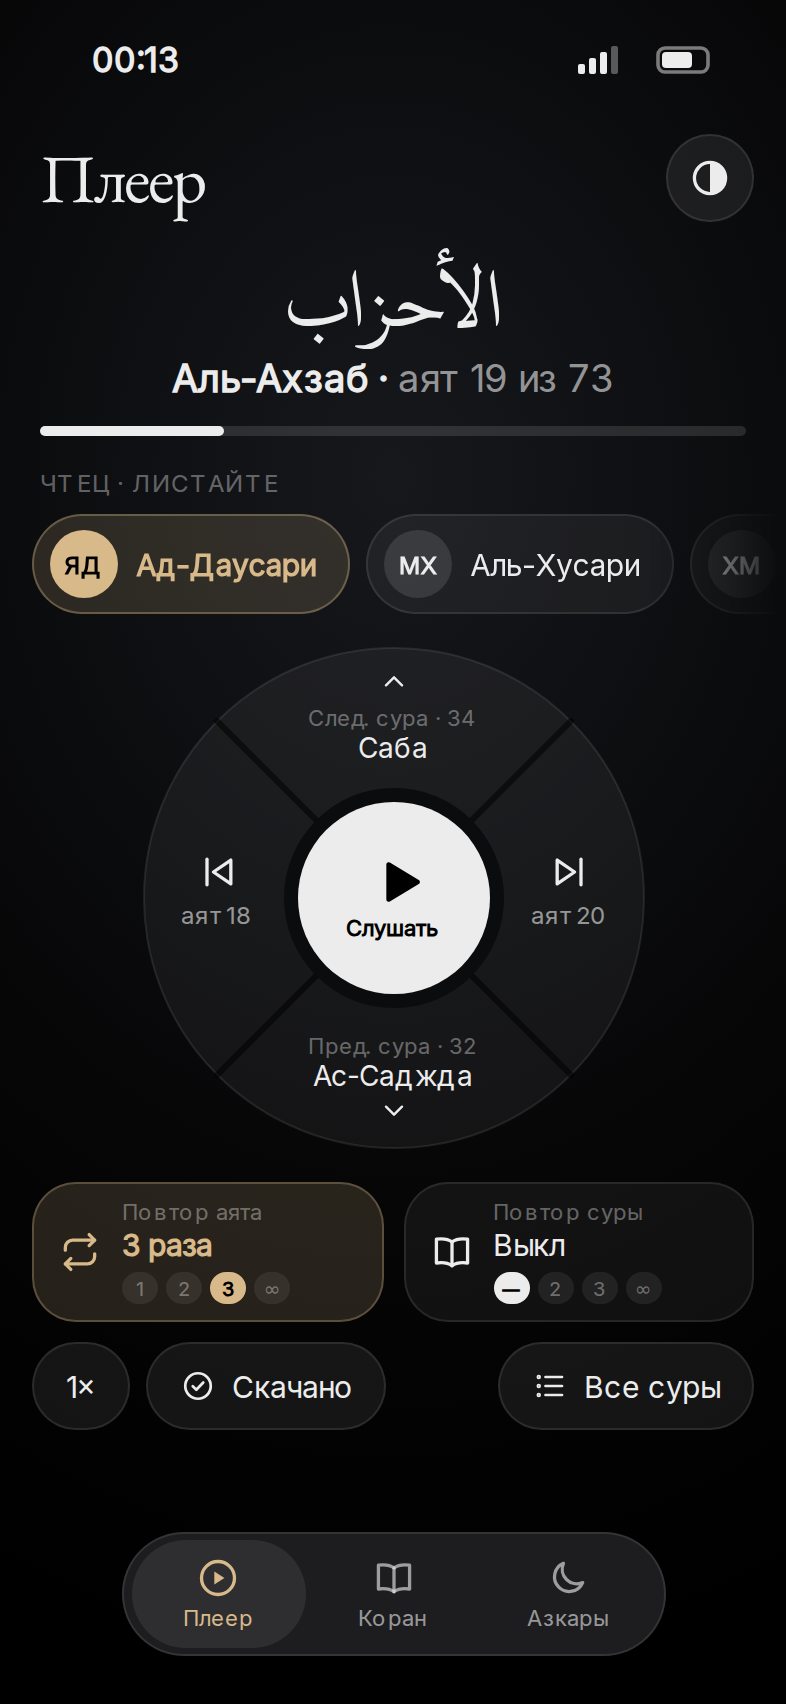 00:13
Плеер
الأحزاب
Аль-Ахзаб · аят 19 из 73
ЧТЕЦ · ЛИСТАЙТЕ
ЯД Ад-Даусари МХ Аль-Хусари ХМ
След. сура · 34
Саба
аят 18 аят 20
Слушать
Пред. сура · 32
Ас-Саджда
Повтор аята
3 раза
1 2 3 ∞
Повтор суры
Выкл
— 2 3 ∞
1× Скачано Все суры
Плеер Коран Азкары